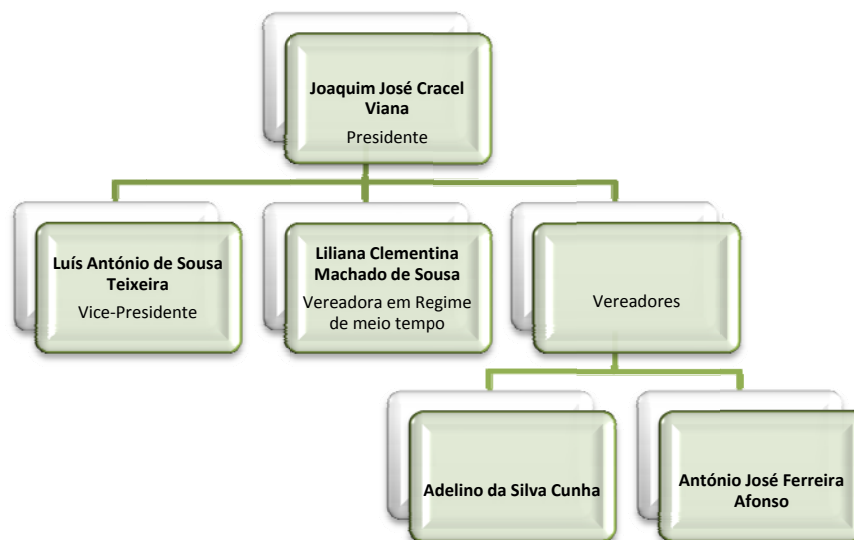 Joaquim José Cracel
Viana
Presidente
Luís António de Sousa
Teixeira
Vice-Presidente
Liliana Clementina
Machado de Sousa
Vereadora em Regime
de meio tempo
Vereadores
Adelino da Silva Cunha
António José Ferreira
Afonso